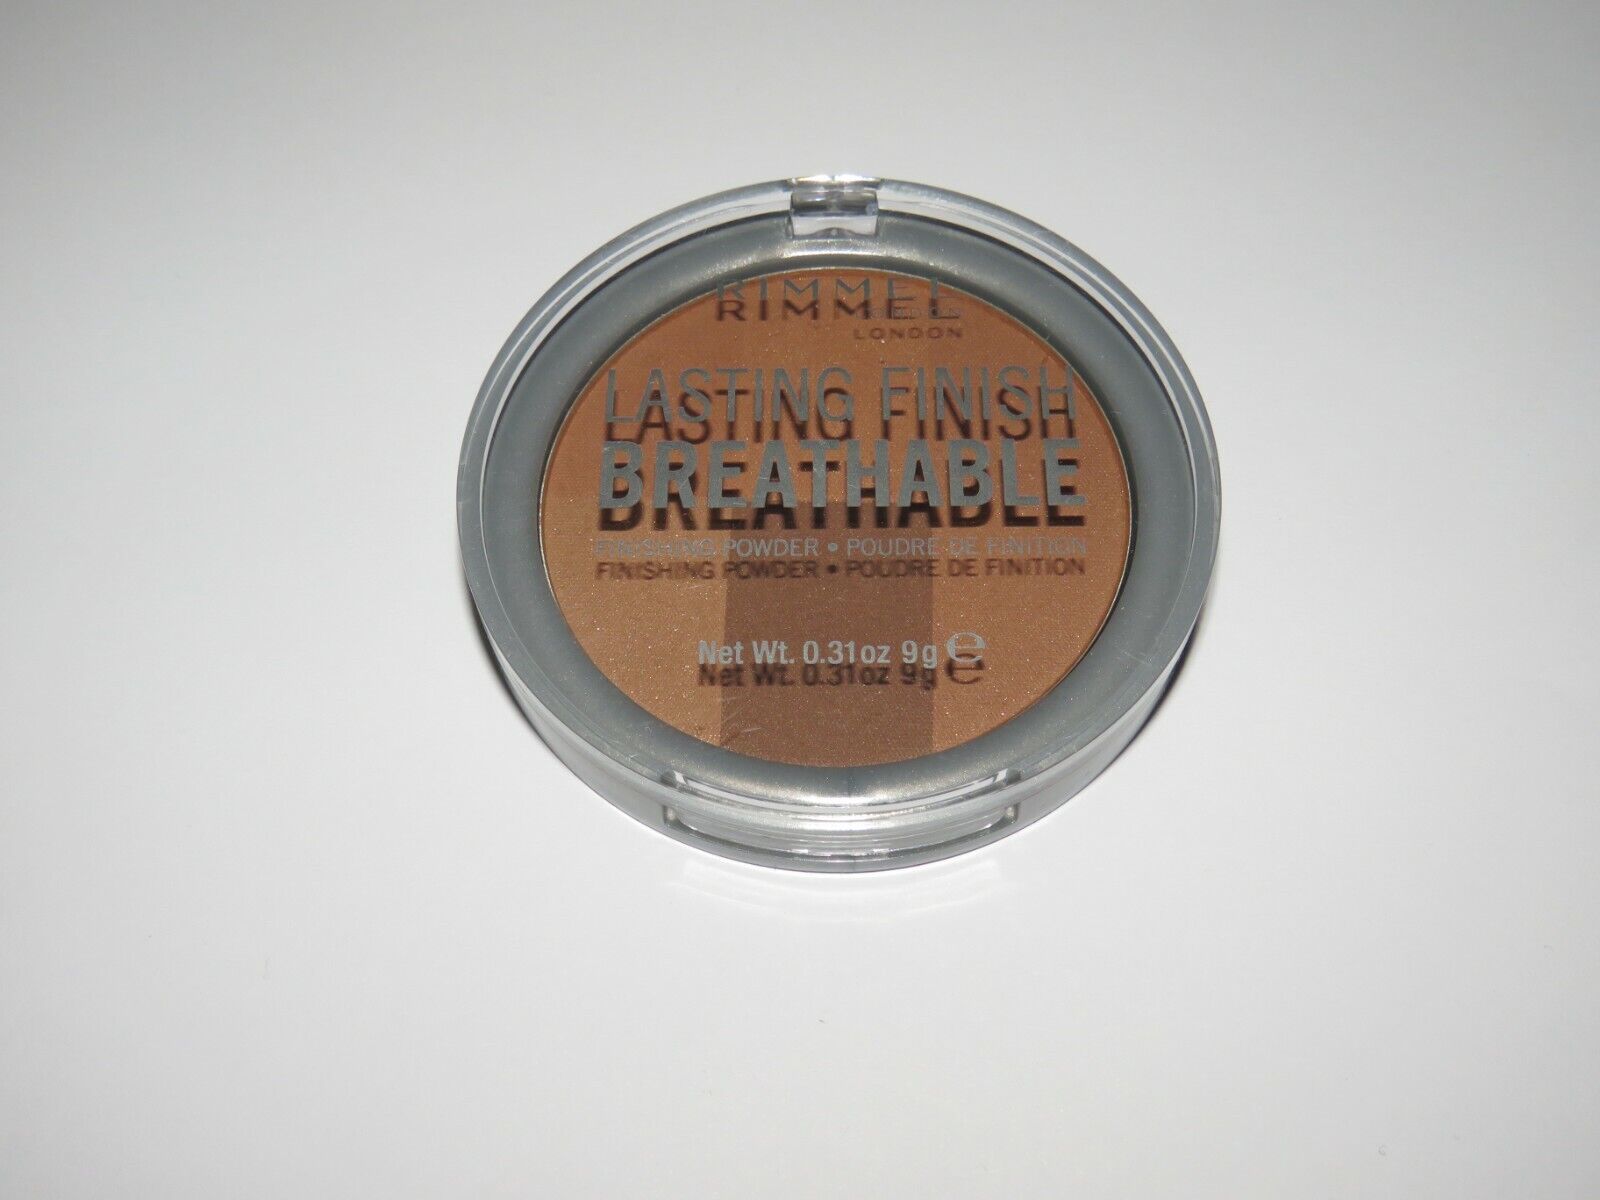 RIMMEL
LONDON
LASTING FINISH
BREATHABLE
FINISHING POWDER • POUDRE DE FINITION
Net Wt. 0.31oz 9g ℮